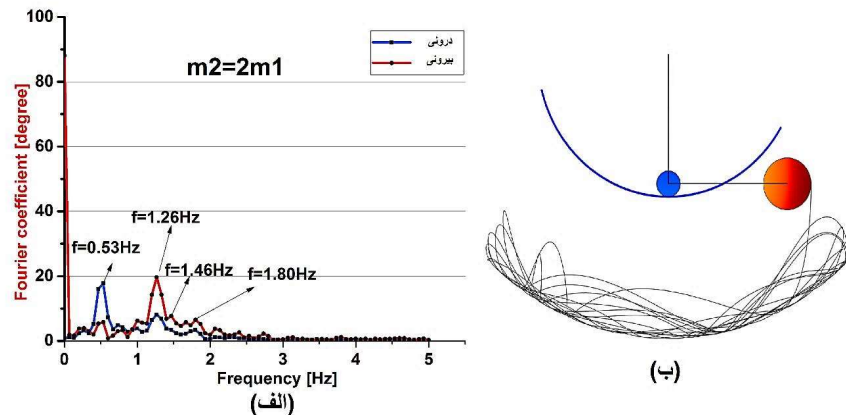 100
80
60
40
20
0
Fourier coefficient [degree]
m2=2m1
درونی
بیرونی
f=0.53Hz
f=1.26Hz
f=1.46Hz
f=1.80Hz
0 1 2 3 4 5
Frequency [Hz]
(الف)
(ب)